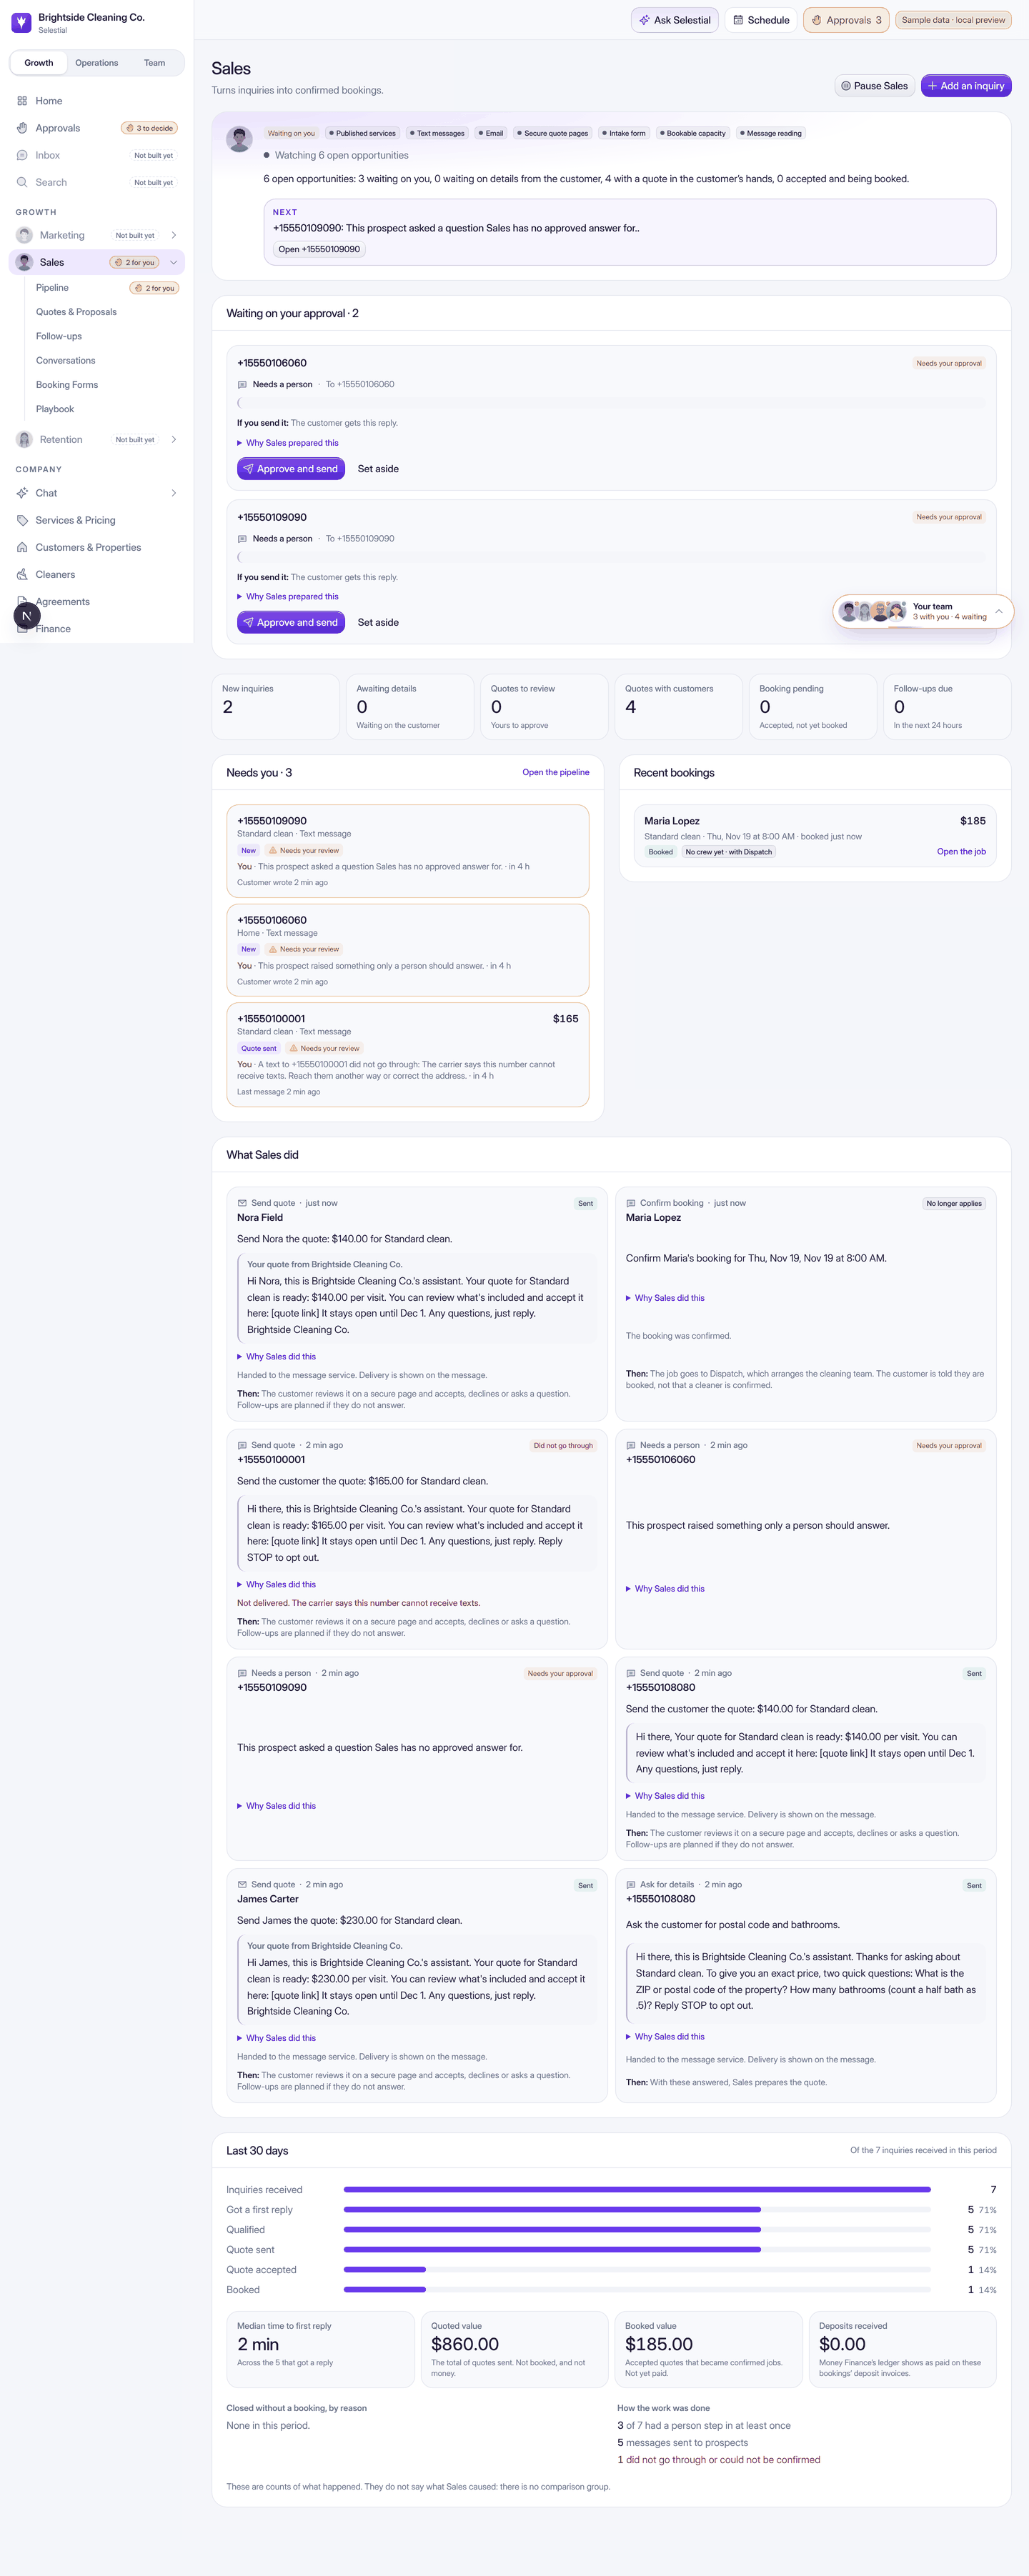 Brightside Cleaning Co.
Selestial
Growth
Operations
Team
Home
Approvals
3 to decide
Inbox
Not built yet
Search
Not built yet
GROWTH
Marketing
Not built yet
Sales
2 for you
Pipeline
2 for you
Quotes & Proposals
Follow-ups
Conversations
Booking Forms
Playbook
Retention
Not built yet
COMPANY
Chat
Services & Pricing
Customers & Properties
Cleaners
Agreements
N
Finance
Ask Selestial
Schedule
Approvals 3
Sample data · local preview
Sales
Turns inquiries into confirmed bookings.
Pause Sales
Add an inquiry
Waiting on you
Published services
Text messages
Email
Secure quote pages
Intake form
Bookable capacity
Message reading
Watching 6 open opportunities
6 open opportunities: 3 waiting on you, 0 waiting on details from the customer, 4 with a quote in the customer's hands, 0 accepted and being booked.
NEXT
+15550109090: This prospect asked a question Sales has no approved answer for..
Open +15550109090
Waiting on your approval · 2
+15550106060
Needs your approval
Needs a person · To +15550106060
If you send it: The customer gets this reply.
Why Sales prepared this
Approve and send
Set aside
+15550109090
Needs your approval
Needs a person · To +15550109090
If you send it: The customer gets this reply.
Why Sales prepared this
Approve and send
Set aside
Your team
3 with you · 4 waiting
New inquiries
2
Awaiting details
0
Waiting on the customer
Quotes to review
0
Yours to approve
Quotes with customers
4
Booking pending
0
Accepted, not yet booked
Follow-ups due
0
In the next 24 hours
Needs you · 3
Open the pipeline
+15550109090
Standard clean · Text message
New
Needs your review
You · This prospect asked a question Sales has no approved answer for. · in 4 h
Customer wrote 2 min ago
+15550106060
Home · Text message
New
Needs your review
You · This prospect raised something only a person should answer. · in 4 h
Customer wrote 2 min ago
+15550100001
$165
Standard clean · Text message
Quote sent
Needs your review
You · A text to +15550100001 did not go through: The carrier says this number cannot
receive texts. Reach them another way or correct the address. · in 4 h
Last message 2 min ago
Recent bookings
Maria Lopez
$185
Standard clean · Thu, Nov 19 at 8:00 AM · booked just now
Booked
No crew yet · with Dispatch
Open the job
What Sales did
Send quote · just now
Sent
Nora Field
Send Nora the quote: $140.00 for Standard clean.
Your quote from Brightside Cleaning Co.
Hi Nora, this is Brightside Cleaning Co.'s assistant. Your quote for Standard
clean is ready: $140.00 per visit. You can review what's included and accept it
here: [quote link] It stays open until Dec 1. Any questions, just reply.
Brightside Cleaning Co.
Why Sales did this
Handed to the message service. Delivery is shown on the message.
Then: The customer reviews it on a secure page and accepts, declines or asks a question.
Follow-ups are planned if they do not answer.
Confirm booking · just now
No longer applies
Maria Lopez
Confirm Maria's booking for Thu, Nov 19, Nov 19 at 8:00 AM.
Why Sales did this
The booking was confirmed.
Then: The job goes to Dispatch, which arranges the cleaning team. The customer is told they are
booked, not that a cleaner is confirmed.
Send quote · 2 min ago
Did not go through
+15550100001
Send the customer the quote: $165.00 for Standard clean.
Hi there, this is Brightside Cleaning Co.'s assistant. Your quote for Standard
clean is ready: $165.00 per visit. You can review what's included and accept it
here: [quote link] It stays open until Dec 1. Any questions, just reply. Reply
STOP to opt out.
Why Sales did this
Not delivered. The carrier says this number cannot receive texts.
Then: The customer reviews it on a secure page and accepts, declines or asks a question.
Follow-ups are planned if they do not answer.
Needs a person · 2 min ago
Needs your approval
+15550106060
This prospect raised something only a person should answer.
Why Sales did this
Needs a person · 2 min ago
Needs your approval
+15550109090
This prospect asked a question Sales has no approved answer for.
Why Sales did this
Send quote · 2 min ago
Sent
+15550108080
Send the customer the quote: $140.00 for Standard clean.
Hi there, Your quote for Standard clean is ready: $140.00 per visit. You can
review what's included and accept it here: [quote link] It stays open until Dec 1.
Any questions, just reply.
Why Sales did this
Handed to the message service. Delivery is shown on the message.
Then: The customer reviews it on a secure page and accepts, declines or asks a question.
Follow-ups are planned if they do not answer.
Send quote · 2 min ago
Sent
James Carter
Send James the quote: $230.00 for Standard clean.
Your quote from Brightside Cleaning Co.
Hi James, this is Brightside Cleaning Co.'s assistant. Your quote for Standard
clean is ready: $230.00 per visit. You can review what's included and accept it
here: [quote link] It stays open until Dec 1. Any questions, just reply.
Brightside Cleaning Co.
Why Sales did this
Handed to the message service. Delivery is shown on the message.
Then: The customer reviews it on a secure page and accepts, declines or asks a question.
Follow-ups are planned if they do not answer.
Ask for details · 2 min ago
Sent
+15550108080
Ask the customer for postal code and bathrooms.
Hi there, this is Brightside Cleaning Co.'s assistant. Thanks for asking about
Standard clean. To give you an exact price, two quick questions: What is the
ZIP or postal code of the property? How many bathrooms (count a half bath as
.5)? Reply STOP to opt out.
Why Sales did this
Handed to the message service. Delivery is shown on the message.
Then: With these answered, Sales prepares the quote.
Last 30 days
Of the 7 inquiries received in this period
Inquiries received
7
Got a first reply
5 71%
Qualified
5 71%
Quote sent
5 71%
Quote accepted
1 14%
Booked
1 14%
Median time to first reply
2 min
Across the 5 that got a reply
Quoted value
$860.00
The total of quotes sent. Not booked, and not
money.
Booked value
$185.00
Accepted quotes that became confirmed jobs.
Not yet paid.
Deposits received
$0.00
Money Finance's ledger shows as paid on these
bookings' deposit invoices.
Closed without a booking, by reason
None in this period.
How the work was done
3 of 7 had a person step in at least once
5 messages sent to prospects
1 did not go through or could not be confirmed
These are counts of what happened. They do not say what Sales caused: there is no comparison group.